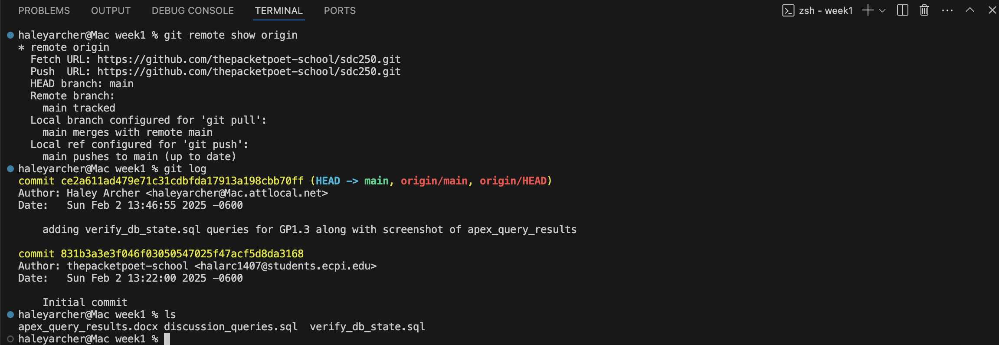 PROBLEMS OUTPUT DEBUG CONSOLE TERMINAL PORTS zsh - week1
haleyarcher@Mac week1 % git remote show origin
* remote origin
  Fetch URL: https://github.com/thepacketpoet-school/sdc250.git
  Push  URL: https://github.com/thepacketpoet-school/sdc250.git
  HEAD branch: main
  Remote branch:
    main tracked
  Local branch configured for 'git pull':
    main merges with remote main
  Local ref configured for 'git push':
    main pushes to main (up to date)
haleyarcher@Mac week1 % git log
commit ce2a611ad479e71c31cdbfda17913a198cbb70ff (HEAD -> main, origin/main, origin/HEAD)
Author: Haley Archer <haleyarcher@Mac.attlocal.net>
Date:   Sun Feb 2 13:46:55 2025 -0600
    adding verify_db_state.sql queries for GP1.3 along with screenshot of apex_query_results
commit 831b3a3e3f046f03050547025f47acf5d8da3168
Author: thepacketpoet-school <halarc1407@students.ecpi.edu>
Date:   Sun Feb 2 13:22:00 2025 -0600
    Initial commit
haleyarcher@Mac week1 % ls
apex_query_results.docx discussion_queries.sql  verify_db_state.sql
haleyarcher@Mac week1 %